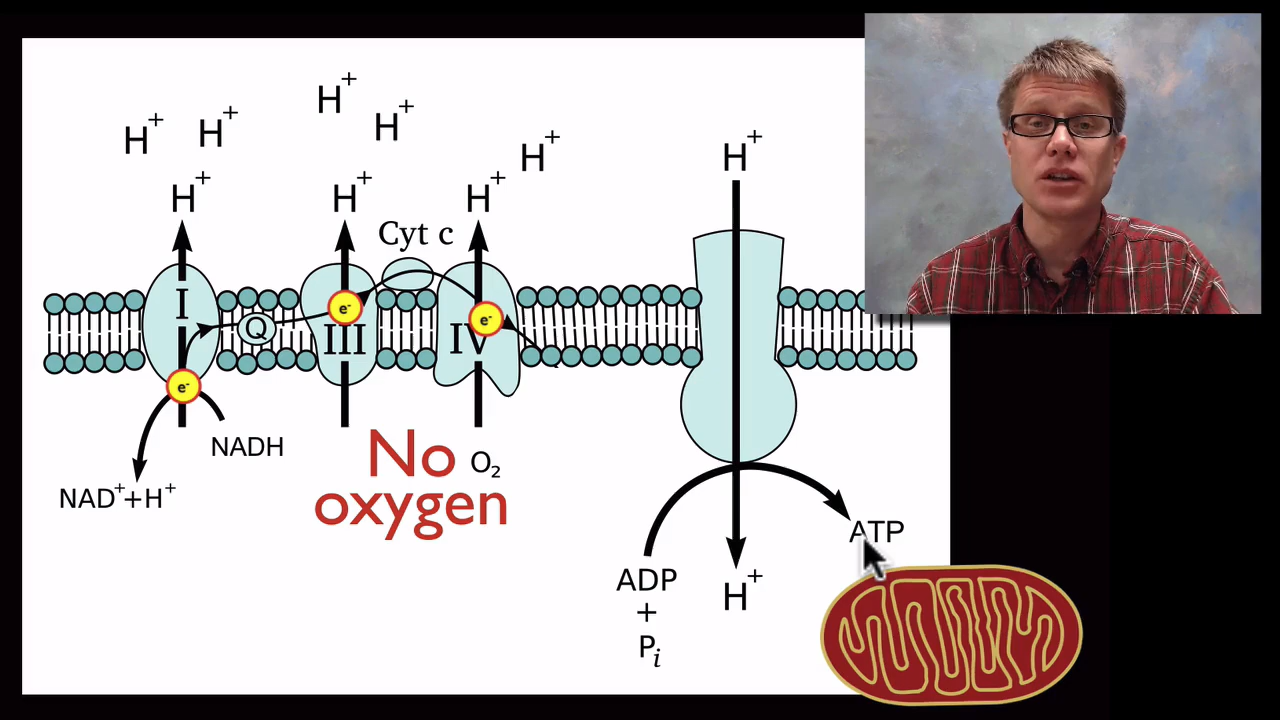 H+
H+
H+
H+
H+
H+
H+
H+
H+
Cyt c
I
e-
Q
III
e-
IV
e-
NADH
NAD++H+
No
oxygen
O2
ATP
ADP
+
Pi
H+